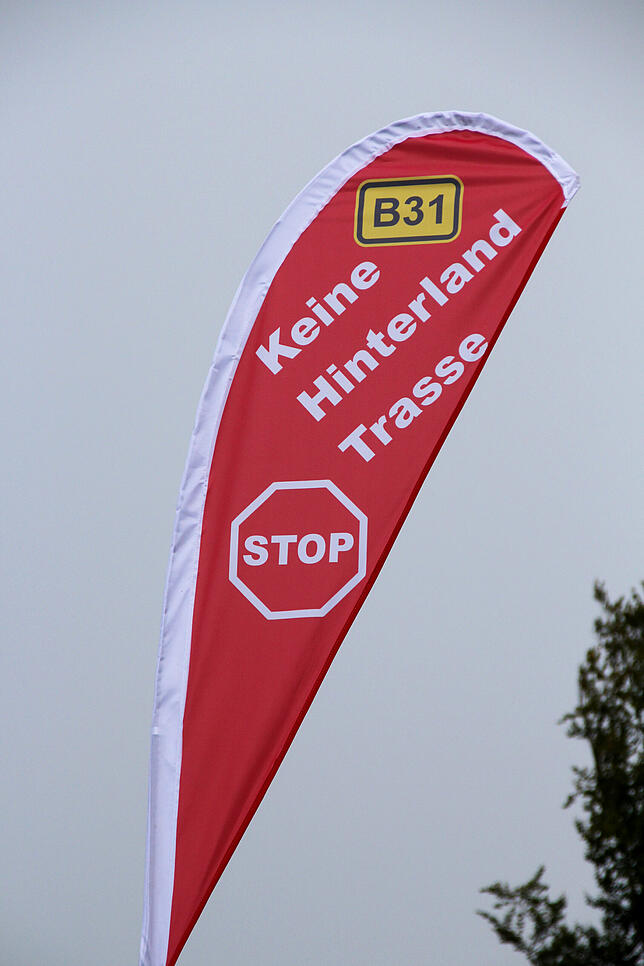 B31
Keine
Hinterland
Trasse
STOP